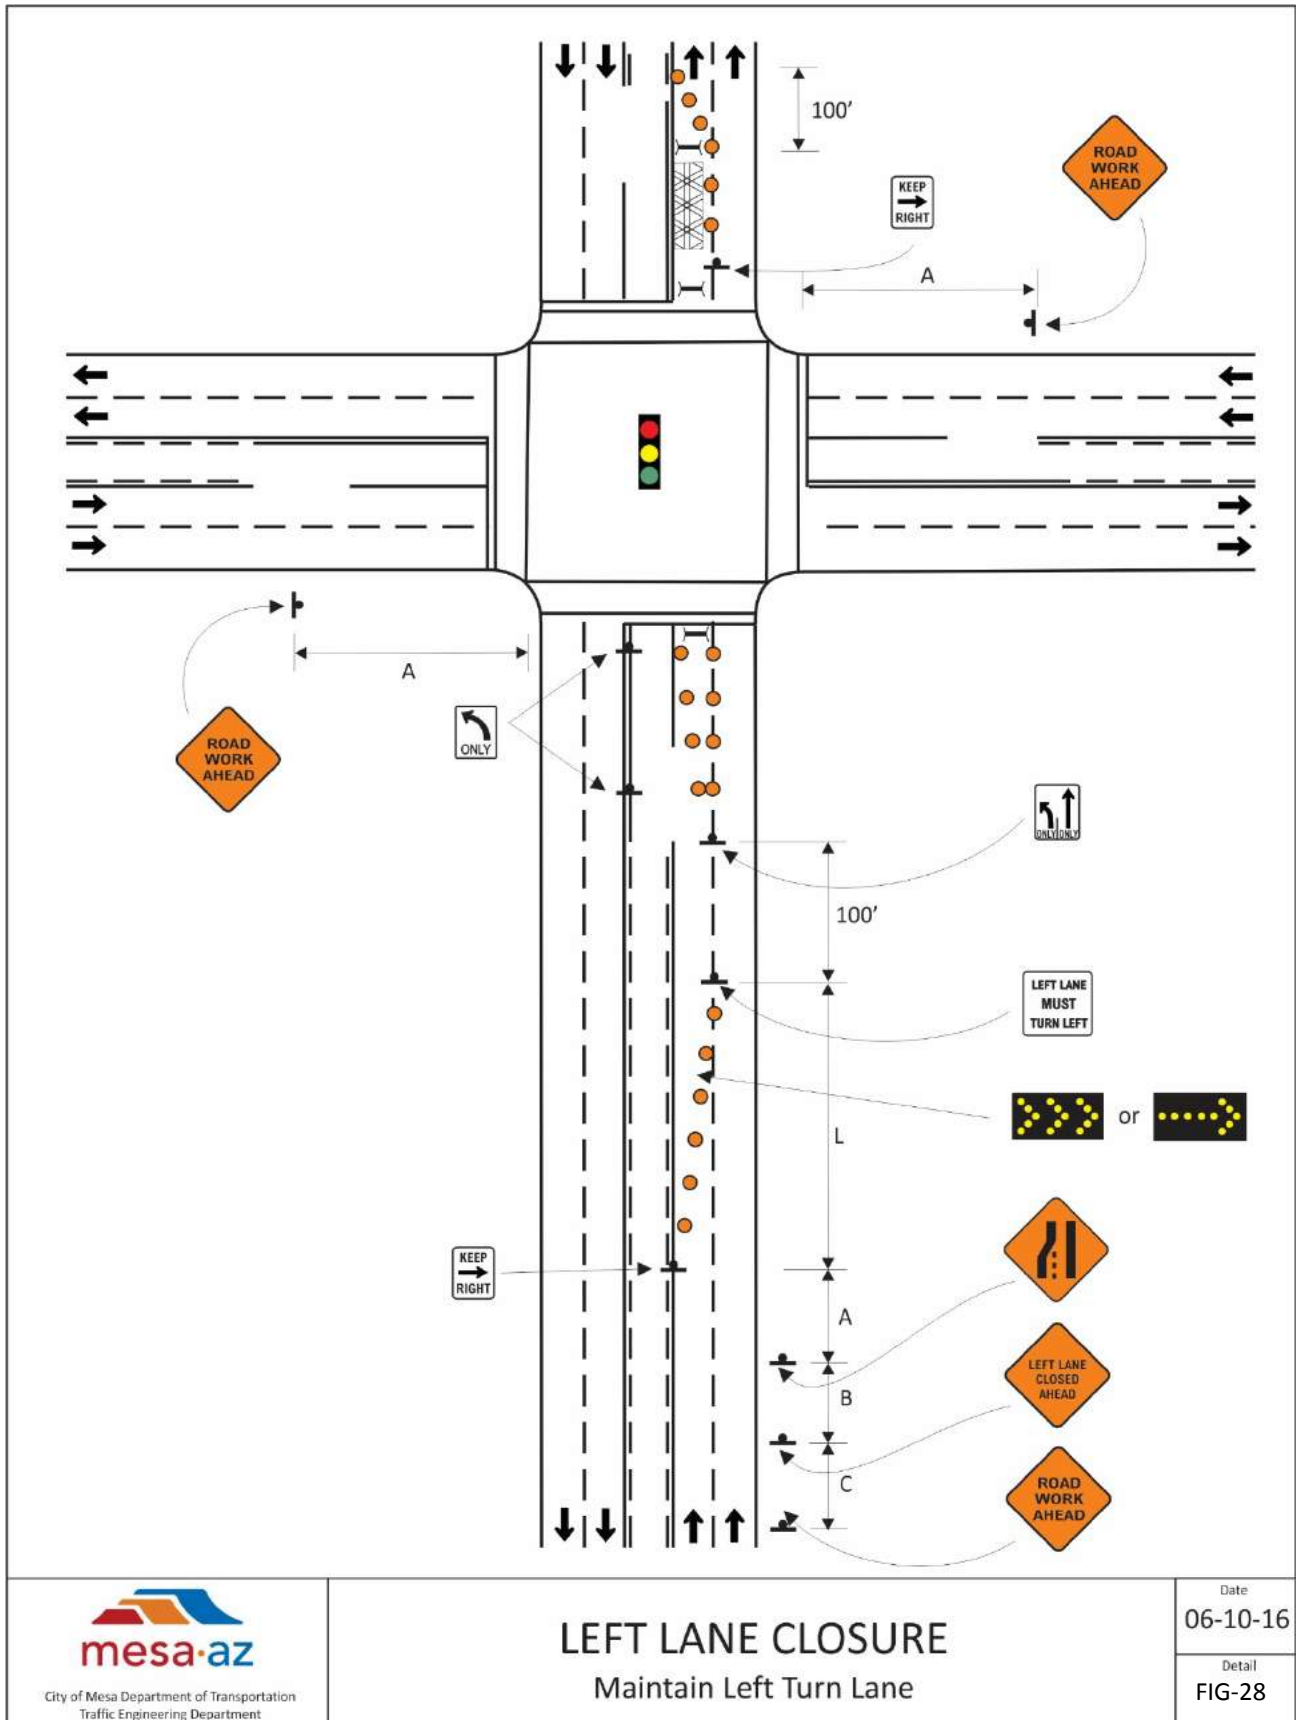 100'
ROAD
WORK
AHEAD
KEEP
RIGHT
A
A
ROAD
WORK
AHEAD
ONLY
ONLY ONLY
100'
LEFT LANE
MUST
TURN LEFT
or
L
KEEP
RIGHT
A
LEFT LANE
CLOSED
AHEAD
B
C
ROAD
WORK
AHEAD
mesa·az
City of Mesa Department of Transportation
Traffic Engineering Department
LEFT LANE CLOSURE
Maintain Left Turn Lane
Date
06-10-16
Detail
FIG-28